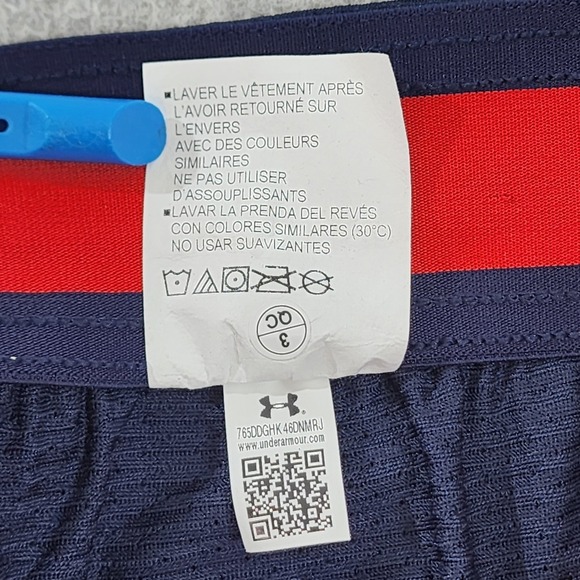 ▪LAVER LE VÊTEMENT APRÈS
L'AVOIR RETOURNÉ SUR
L'ENVERS
AVEC DES COULEURS
SIMILAIRES
NE PAS UTILISER
D'ASSOUPLISSANTS
▪LAVAR LA PRENDA DEL REVÉS
CON COLORES SIMILARES (30°C)
NO USAR SUAVIZANTES
3
QC
765DDGHK46DNMRJ
www.underarmour.com